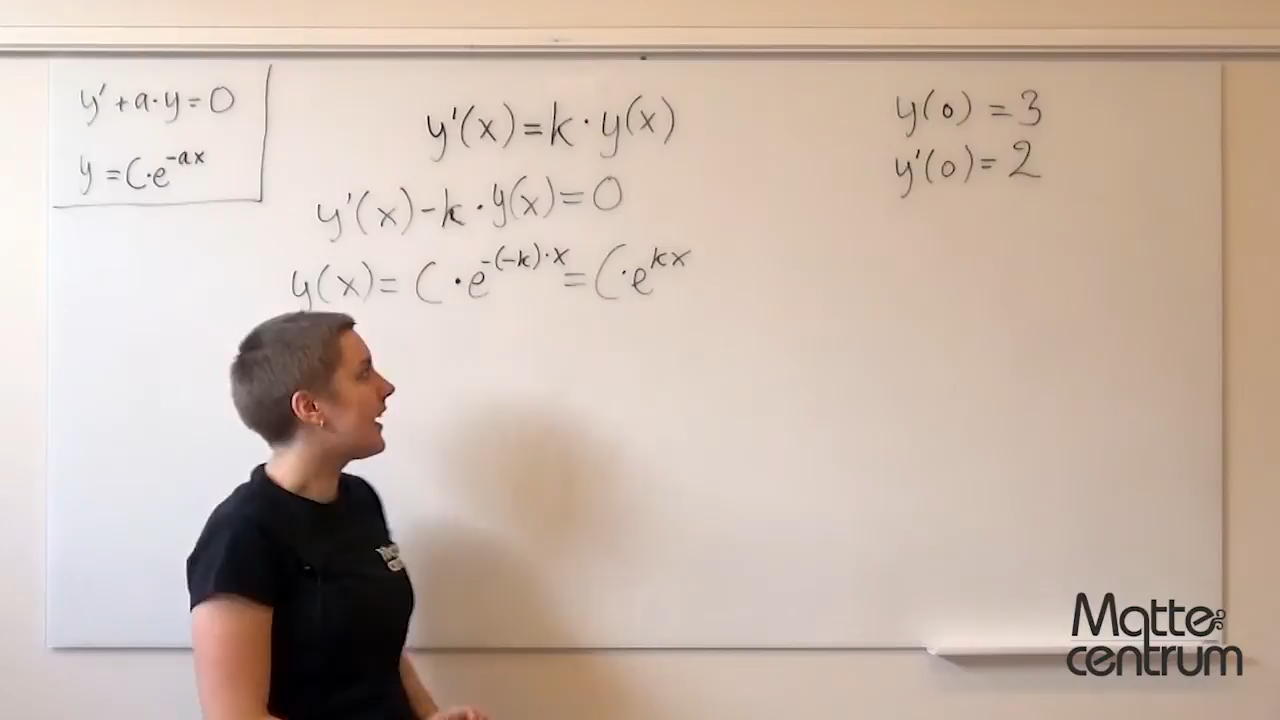 y' + a·y = 0
y = C·e^{-ax}
y'(x) = k·y(x)
y'(x) - k·y(x) = 0
y(x) = C·e^{-(-k)·x} = C·e^{kx}
y(0) = 3
y'(0) = 2
Matte
centrum